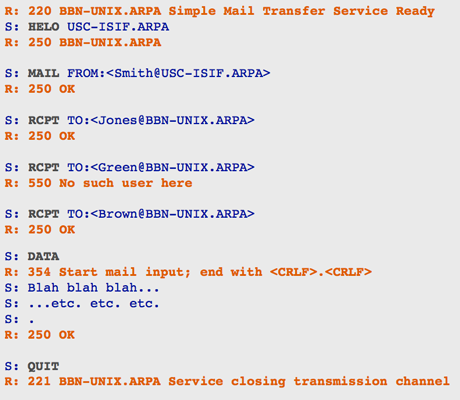 R: 220 BBN-UNIX.ARPA Simple Mail Transfer Service Ready
S: HELO USC-ISIF.ARPA
R: 250 BBN-UNIX.ARPA
S: MAIL FROM:<Smith@USC-ISIF.ARPA>
R: 250 OK
S: RCPT TO:<Jones@BBN-UNIX.ARPA>
R: 250 OK
S: RCPT TO:<Green@BBN-UNIX.ARPA>
R: 550 No such user here
S: RCPT TO:<Brown@BBN-UNIX.ARPA>
R: 250 OK
S: DATA
R: 354 Start mail input; end with <CRLF>.<CRLF>
S: Blah blah blah...
S: ...etc. etc. etc.
S: .
R: 250 OK
S: QUIT
R: 221 BBN-UNIX.ARPA Service closing transmission channel